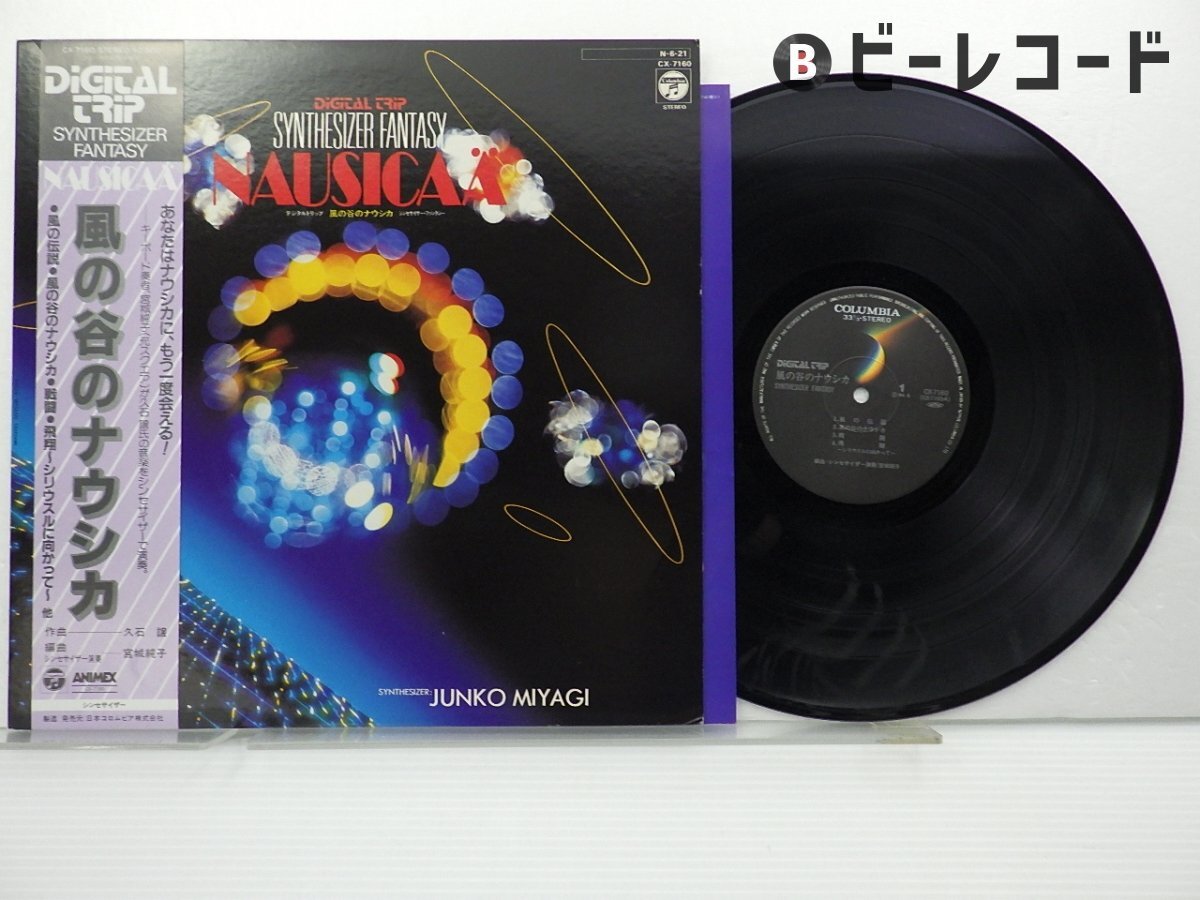 B ビーレコード
CX-7160 STEREO
DiGiTAL
TRiP
SYNTHESIZER
FANTASY
NAUSICAÄ
風の谷のナウシカ
あなたはナウシカに、もう一度会える!
●風の伝説●風の谷のナウシカ●戦闘●飛翔〜シリウスルに向かって〜 他
作曲——久石 譲
編曲
シンセサイザー演奏——宮城純子
ANIMEX
シンセサイザー
製造 発売元 日本コロムビア株式会社
N-6-21
CX-7160
Columbia
STEREO
DiGiTAL TRiP
SYNTHESIZER FANTASY
NAUSICAÄ
デジタルトリップ 風の谷のナウシカ シンセサイザー・ファンタジー
SYNTHESIZER: JUNKO MIYAGI
COLUMBIA
33⅓-STEREO
DiGiTAL TRiP
風の谷のナウシカ
SYNTHESIZER FANTASY
1
CX-7160